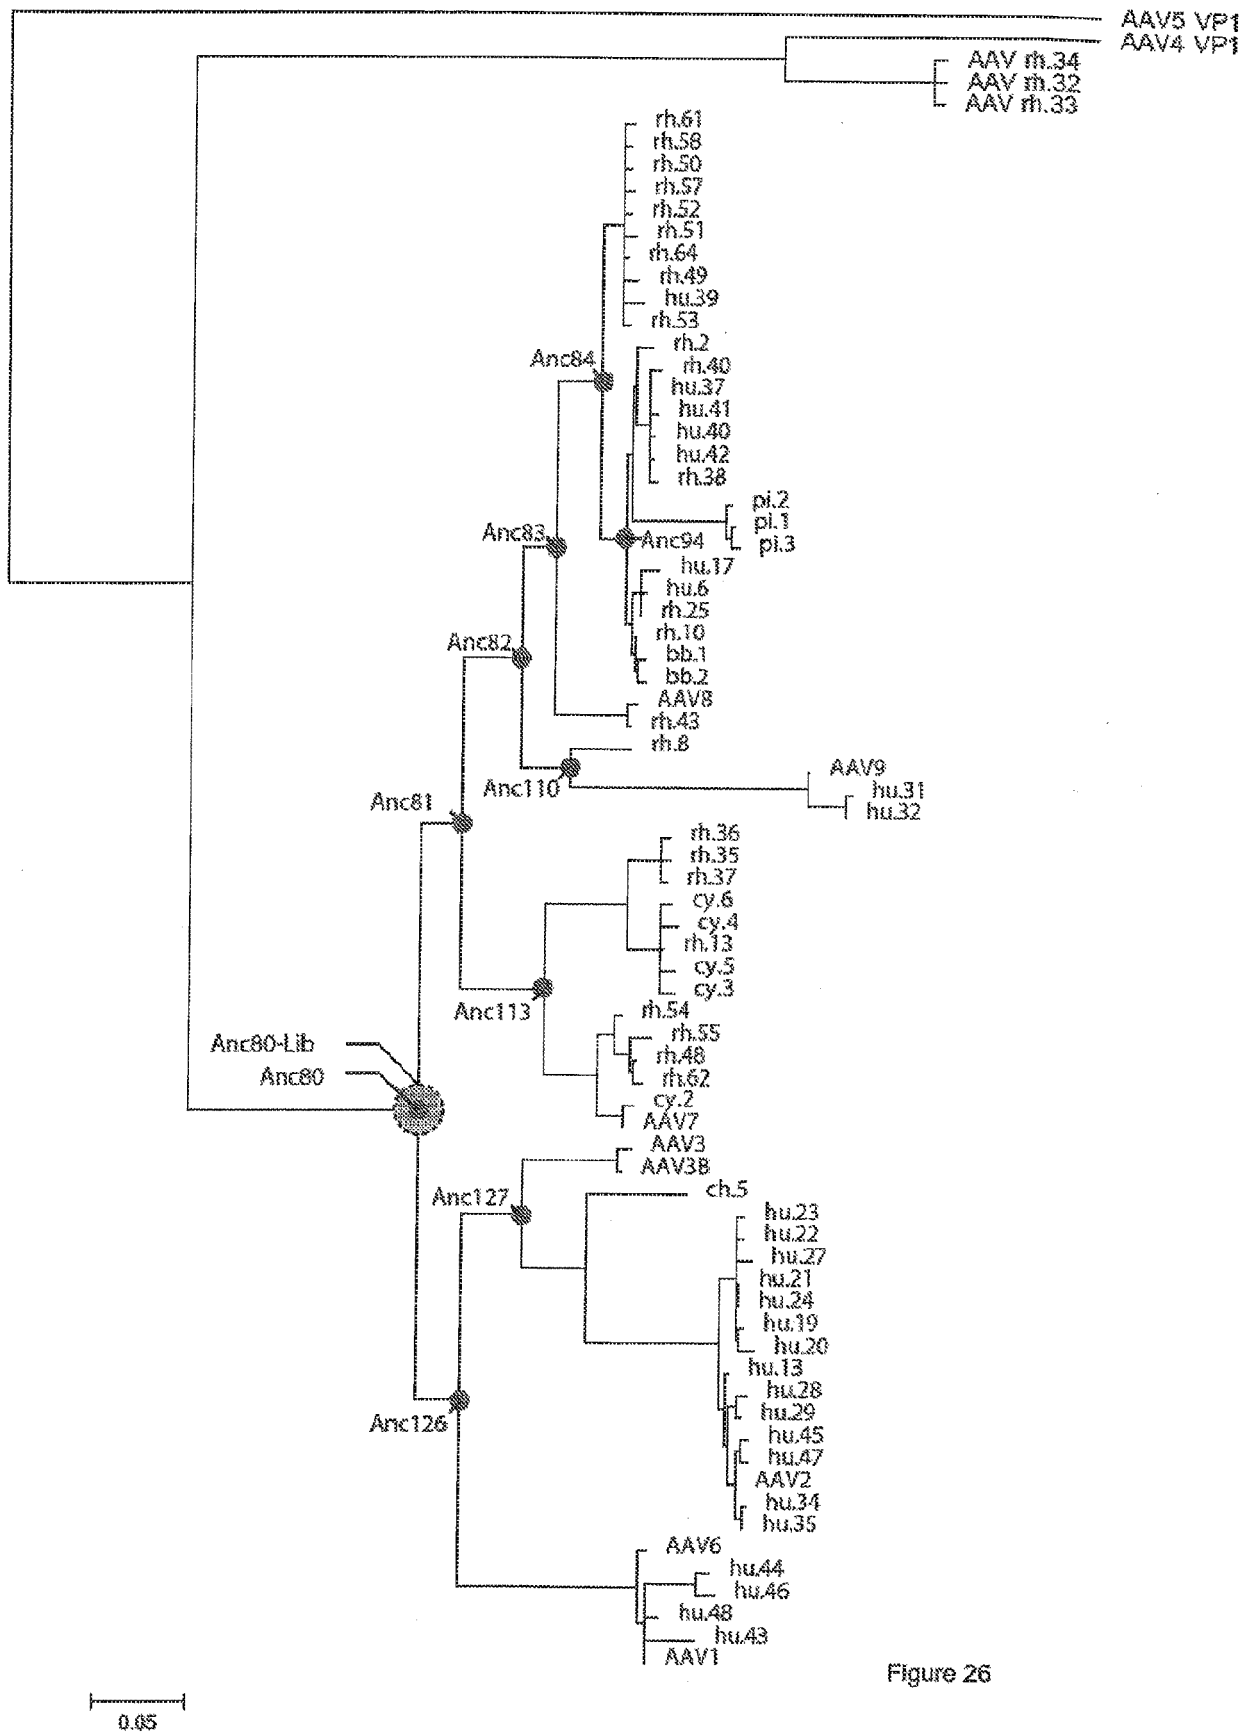 AAV5 VP1
AAV4 VP1
AAV rh.34
AAV rh.32
AAV rh.33
rh.61
rh.58
rh.50
rh.57
rh.52
rh.51
rh.64
rh.49
hu.39
rh.53
rh.2
Anc84
rh.40
hu.37
hu.41
hu.40
hu.42
rh.38
pi.2
pi.1
Anc83
Anc94
pi.3
hu.17
hu.6
rh.25
rh.10
Anc82
bb.1
bb.2
AAV8
rh.43
rh.8
AAV9
Anc110
hu.31
Anc81
hu.32
rh.36
rh.35
rh.37
cy.6
cy.4
rh.13
cy.5
cy.3
Anc113
rh.54
rh.55
Anc80-Lib
rh.48
Anc80
rh.62
cy.2
AAV7
AAV3
AAV3B
ch.5
Anc127
hu.23
hu.22
hu.27
hu.21
hu.24
hu.19
hu.20
hu.13
hu.28
hu.29
Anc126
hu.45
hu.47
AAV2
hu.34
hu.35
AAV6
hu.44
hu.46
hu.48
hu.43
AAV1
Figure 26
0.05